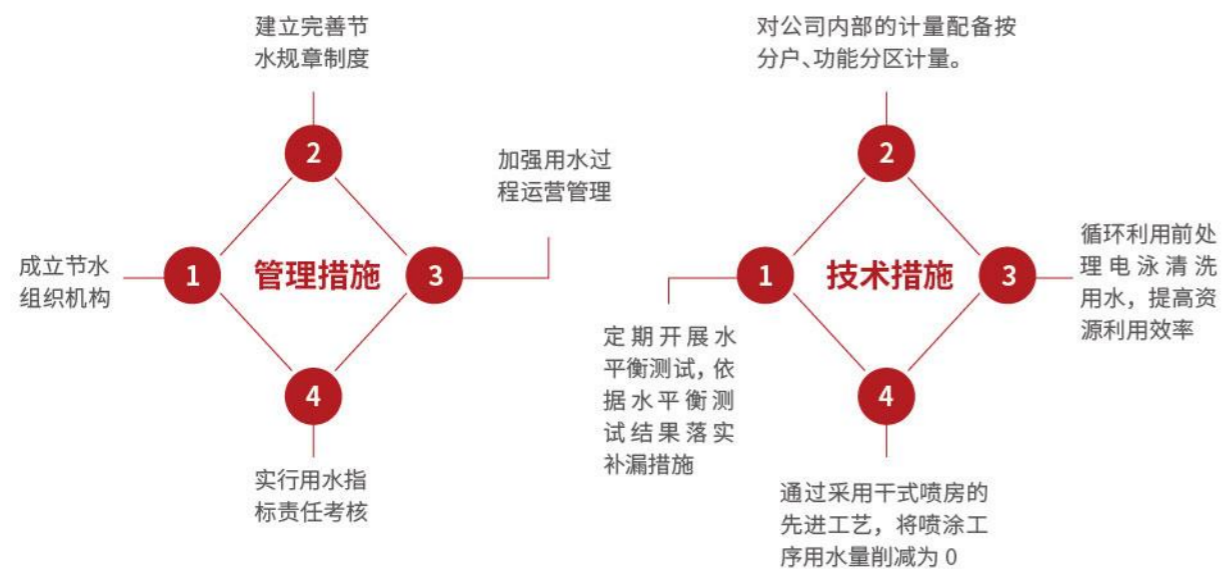 管理措施
1
成立节水
组织机构
2
建立完善节
水规章制度
3
加强用水过
程运营管理
4
实行用水指
标责任考核
技术措施
1
定期开展水
平衡测试，依
据水平衡测
试结果落实
补漏措施
2
对公司内部的计量配备按
分户、功能分区计量。
3
循环利用前处
理电泳清洗
用水，提高资
源利用效率
4
通过采用干式喷房的
先进工艺，将喷涂工
序用水量削减为 0